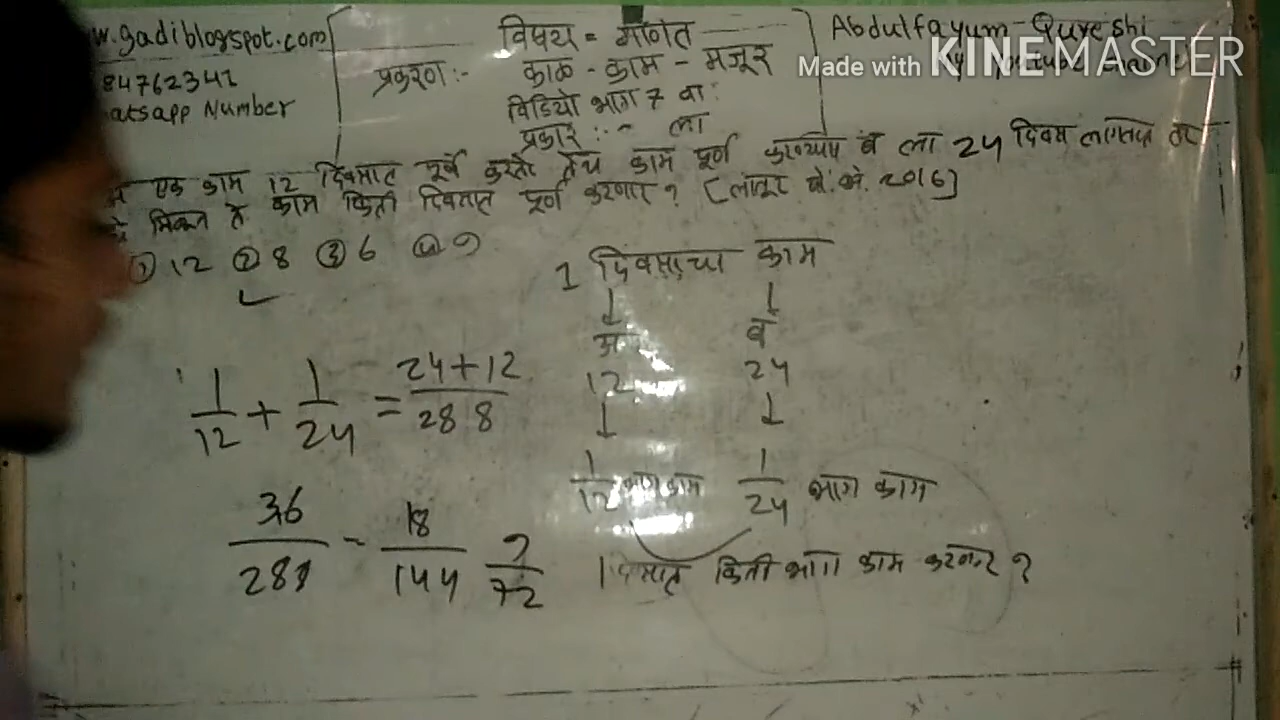 w.gadiblogspot.com
84762341
atsapp Number
विषय = गणित
प्रकरण :- काळ - काम - मजूर
विडियो भाग 7 वा.
प्रकार :- ला
Abdulfayum Qureshi
Made with KINEMASTER
एक काम 12 दिवसात पूर्ण करतो तेच काम पूर्ण करण्यास ब ला 24 दिवस लागतात तर
मिळून ते काम किती दिवसात पूर्ण करणार ? [लातूर 2016]
① 12 ② 8 ③ 6 ④ 9
1 दिवसाचा काम
↓ ↓
अ ब
12 24
↓ ↓
1/12 भाग काम 1/24 भाग काम
1 दिवसात किती भाग काम करणार ?
1/12 + 1/24 = 24+12/288
36/288 - 18/144 9/72